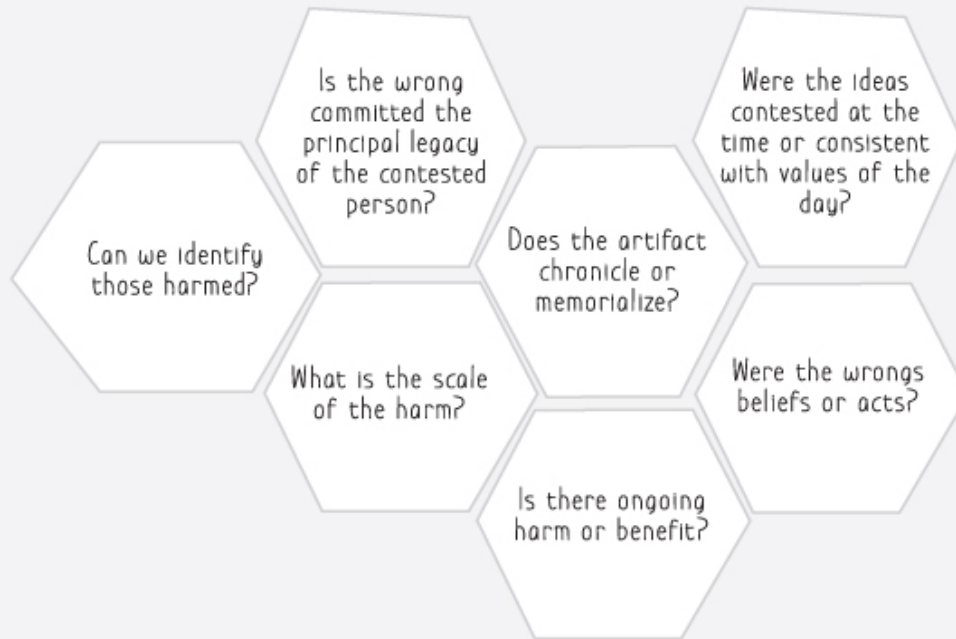 Is the wrong
committed the
principal legacy
of the contested
person?
Were the ideas
contested at the
time or consistent
with values of the
day?
Can we identify
those harmed?
Does the artifact
chronicle or
memorialize?
What is the scale
of the harm?
Were the wrongs
beliefs or acts?
Is there ongoing
harm or benefit?